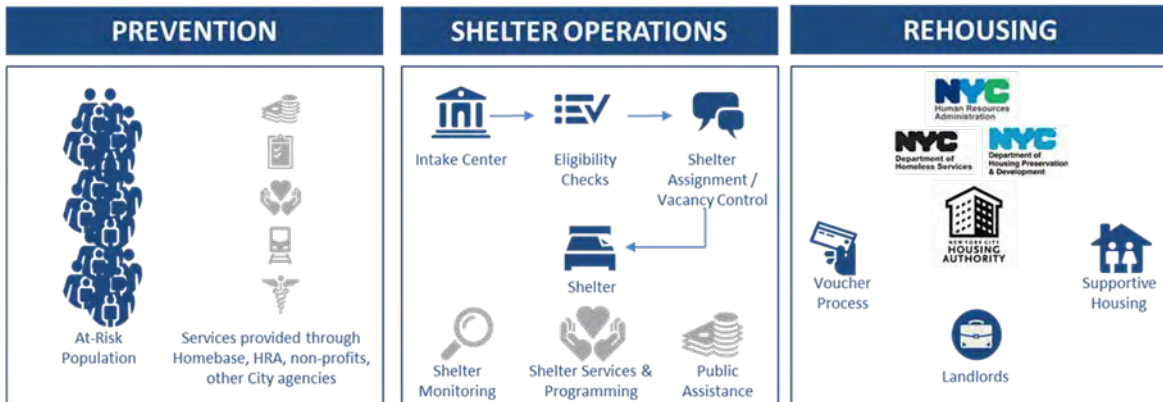 PREVENTION
At-Risk
Population
Services provided through
Homebase, HRA, non-profits,
other City agencies
SHELTER OPERATIONS
Intake Center
Eligibility
Checks
Shelter
Assignment /
Vacancy Control
Shelter
Shelter
Monitoring
Shelter Services &
Programming
Public
Assistance
REHOUSING
NYC
Human Resources
Administration
NYC
Department of
Homeless Services
NYC
Department of
Housing Preservation
& Development
NEW YORK CITY
HOUSING
AUTHORITY
Voucher
Process
Supportive
Housing
Landlords